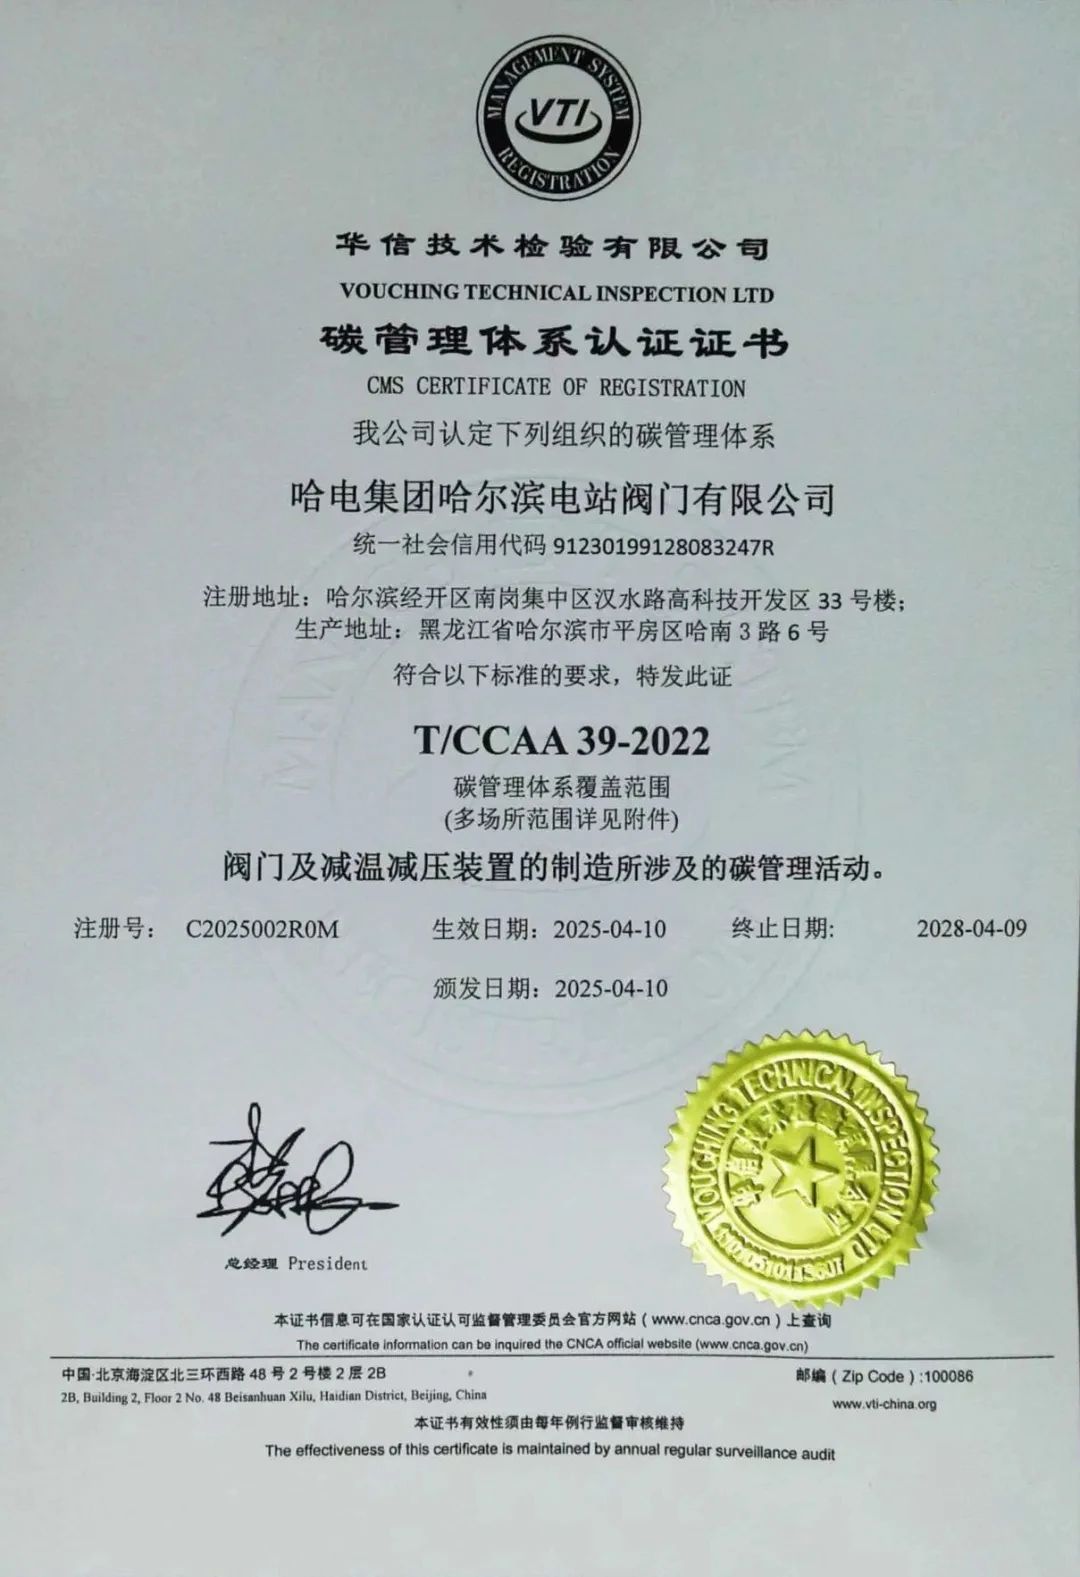 MANAGEMENT SYSTEM
VTI
REGISTRATION
华信技术检验有限公司
VOUCHING TECHNICAL INSPECTION LTD
碳管理体系认证证书
CMS CERTIFICATE OF REGISTRATION
我公司认定下列组织的碳管理体系
哈电集团哈尔滨电站阀门有限公司
统一社会信用代码 91230199128083247R
注册地址：哈尔滨经开区南岗集中区汉水路高科技开发区 33 号楼；
生产地址：黑龙江省哈尔滨市平房区哈南 3 路 6 号
符合以下标准的要求，特发此证
T/CCAA 39-2022
碳管理体系覆盖范围
(多场所范围详见附件)
阀门及减温减压装置的制造所涉及的碳管理活动。
注册号： C2025002R0M 生效日期：2025-04-10 终止日期: 2028-04-09
颁发日期：2025-04-10
VOUCHING TECHNICAL INSPECTION LTD
总经理 President
本证书信息可在国家认证认可监督管理委员会官方网站（www.cnca.gov.cn）上查询
The certificate information can be inquired the CNCA official website (www.cnca.gov.cn)
中国·北京海淀区北三环西路 48 号 2 号楼 2 层 2B 邮编（Zip Code）:100086
2B, Building 2, Floor 2 No. 48 Beisanhuan Xilu, Haidian District, Beijing, China www.vti-china.org
本证书有效性须由每年例行监督审核维持
The effectiveness of this certificate is maintained by annual regular surveillance audit